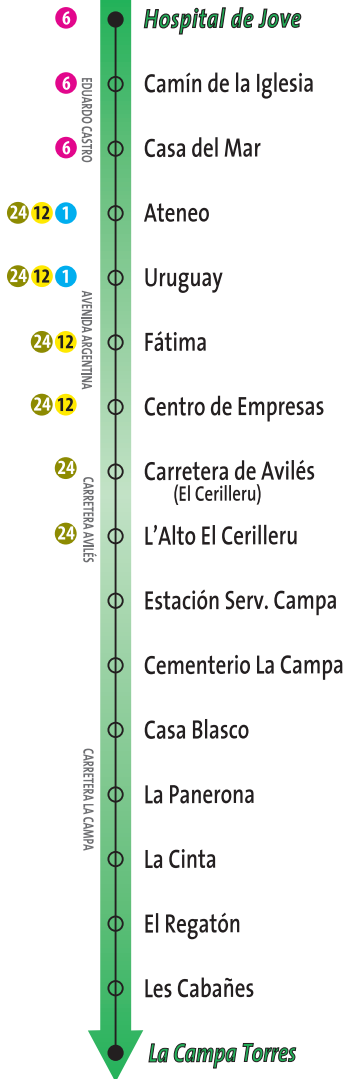 6 Hospital de Jove
6 Camín de la Iglesia
EDUARDO CASTRO
6 Casa del Mar
24 12 1 Ateneo
24 12 1 Uruguay
AVENIDA ARGENTINA
24 12 Fátima
24 12 Centro de Empresas
24 Carretera de Avilés
(El Cerilleru)
CARRETERA AVILÉS
24 L'Alto El Cerilleru
Estación Serv. Campa
Cementerio La Campa
Casa Blasco
CARRETERA LA CAMPA
La Panerona
La Cinta
El Regatón
Les Cabañes
La Campa Torres